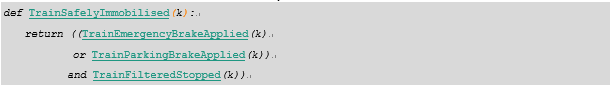 def TrainSafelyImmobilised(k):
return ((TrainEmergencyBrakeApplied(k)
or TrainParkingBrakeApplied(k))
and TrainFilteredStopped(k))